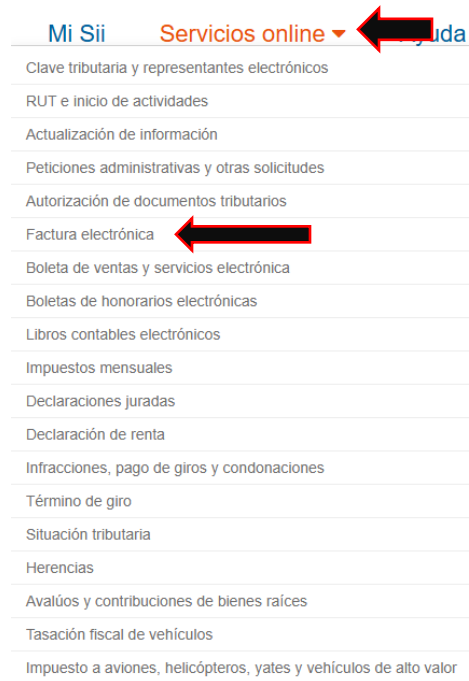 Mi Sii Servicios online uda
Clave tributaria y representantes electrónicos
RUT e inicio de actividades
Actualización de información
Peticiones administrativas y otras solicitudes
Autorización de documentos tributarios
Factura electrónica
Boleta de ventas y servicios electrónica
Boletas de honorarios electrónicas
Libros contables electrónicos
Impuestos mensuales
Declaraciones juradas
Declaración de renta
Infracciones, pago de giros y condonaciones
Término de giro
Situación tributaria
Herencias
Avalúos y contribuciones de bienes raíces
Tasación fiscal de vehículos
Impuesto a aviones, helicópteros, yates y vehículos de alto valor